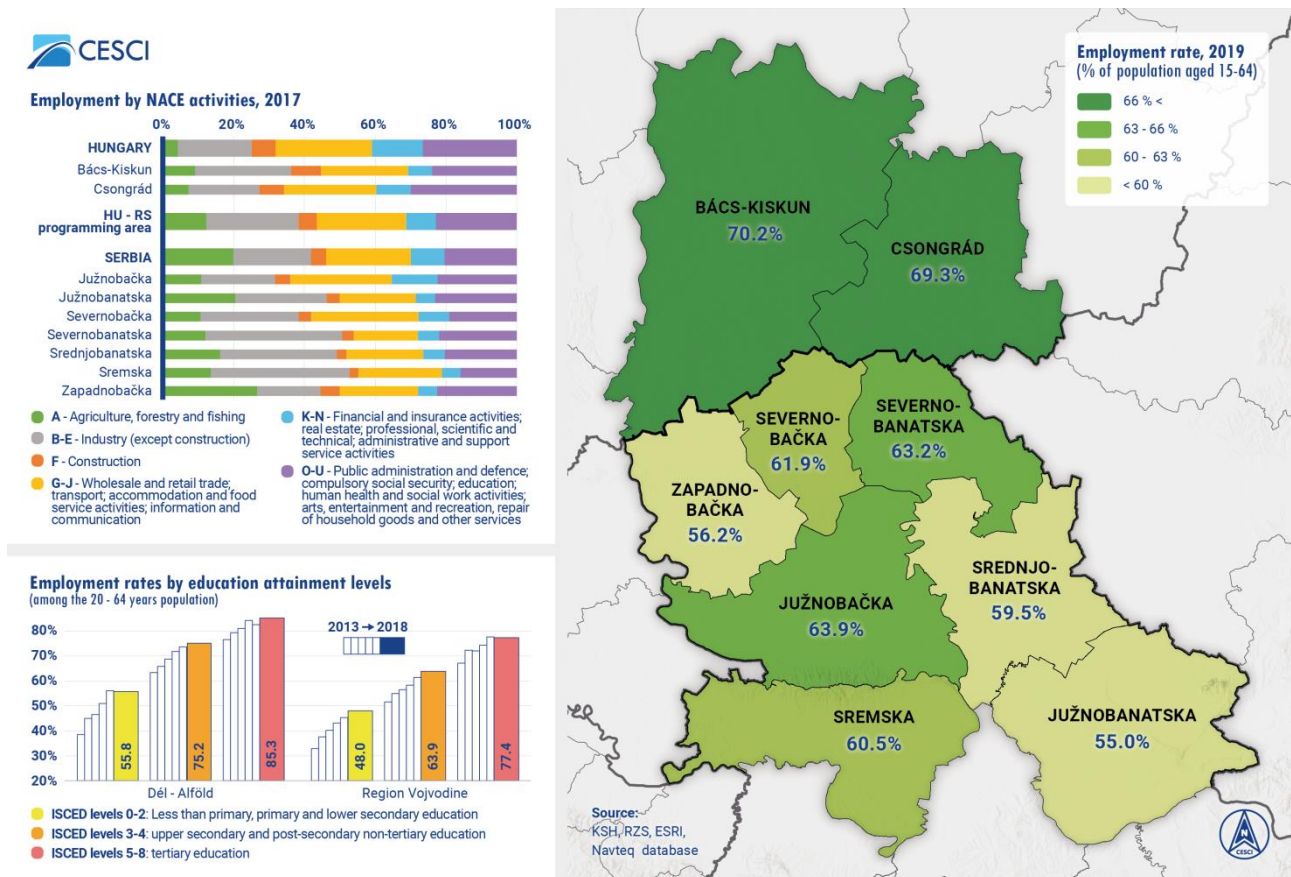 CESCI
Employment by NACE activities, 2017
0% 20% 40% 60% 80% 100%
HUNGARY
Bács-Kiskun
Csongrád
HU - RS
programming area
SERBIA
Južnobačka
Južnobanatska
Severnobačka
Severnobanatska
Srednjobanatska
Sremska
Zapadnobačka
A - Agriculture, forestry and fishing
B-E - Industry (except construction)
F - Construction
G-J - Wholesale and retail trade;
transport; accommodation and food
service activities; information and
communication
K-N - Financial and insurance activities;
real estate; professional, scientific and
technical; administrative and support
service activities
O-U - Public administration and defence;
compulsory social security; education;
human health and social work activities;
arts, entertainment and recreation, repair
of household goods and other services
Employment rates by education attainment levels
(among the 20 - 64 years population)
80%
70%
60%
50%
40%
30%
20%
2013 → 2018
55.8
75.2
85.3
48.0
63.9
77.4
Dél - Alföld
Region Vojvodine
ISCED levels 0-2: Less than primary, primary and lower secondary education
ISCED levels 3-4: upper secondary and post-secondary non-tertiary education
ISCED levels 5-8: tertiary education
Employment rate, 2019
(% of population aged 15-64)
66 % <
63 - 66 %
60 - 63 %
< 60 %
BÁCS-KISKUN
70.2%
CSONGRÁD
69.3%
SEVERNO-
BAČKA
61.9%
SEVERNO-
BANATSKA
63.2%
ZAPADNO-
BAČKA
56.2%
SREDNJO-
BANATSKA
59.5%
JUŽNOBAČKA
63.9%
SREMSKA
60.5%
JUŽNOBANATSKA
55.0%
Source:
KSH, RZS, ESRI,
Navteq database
CESCI